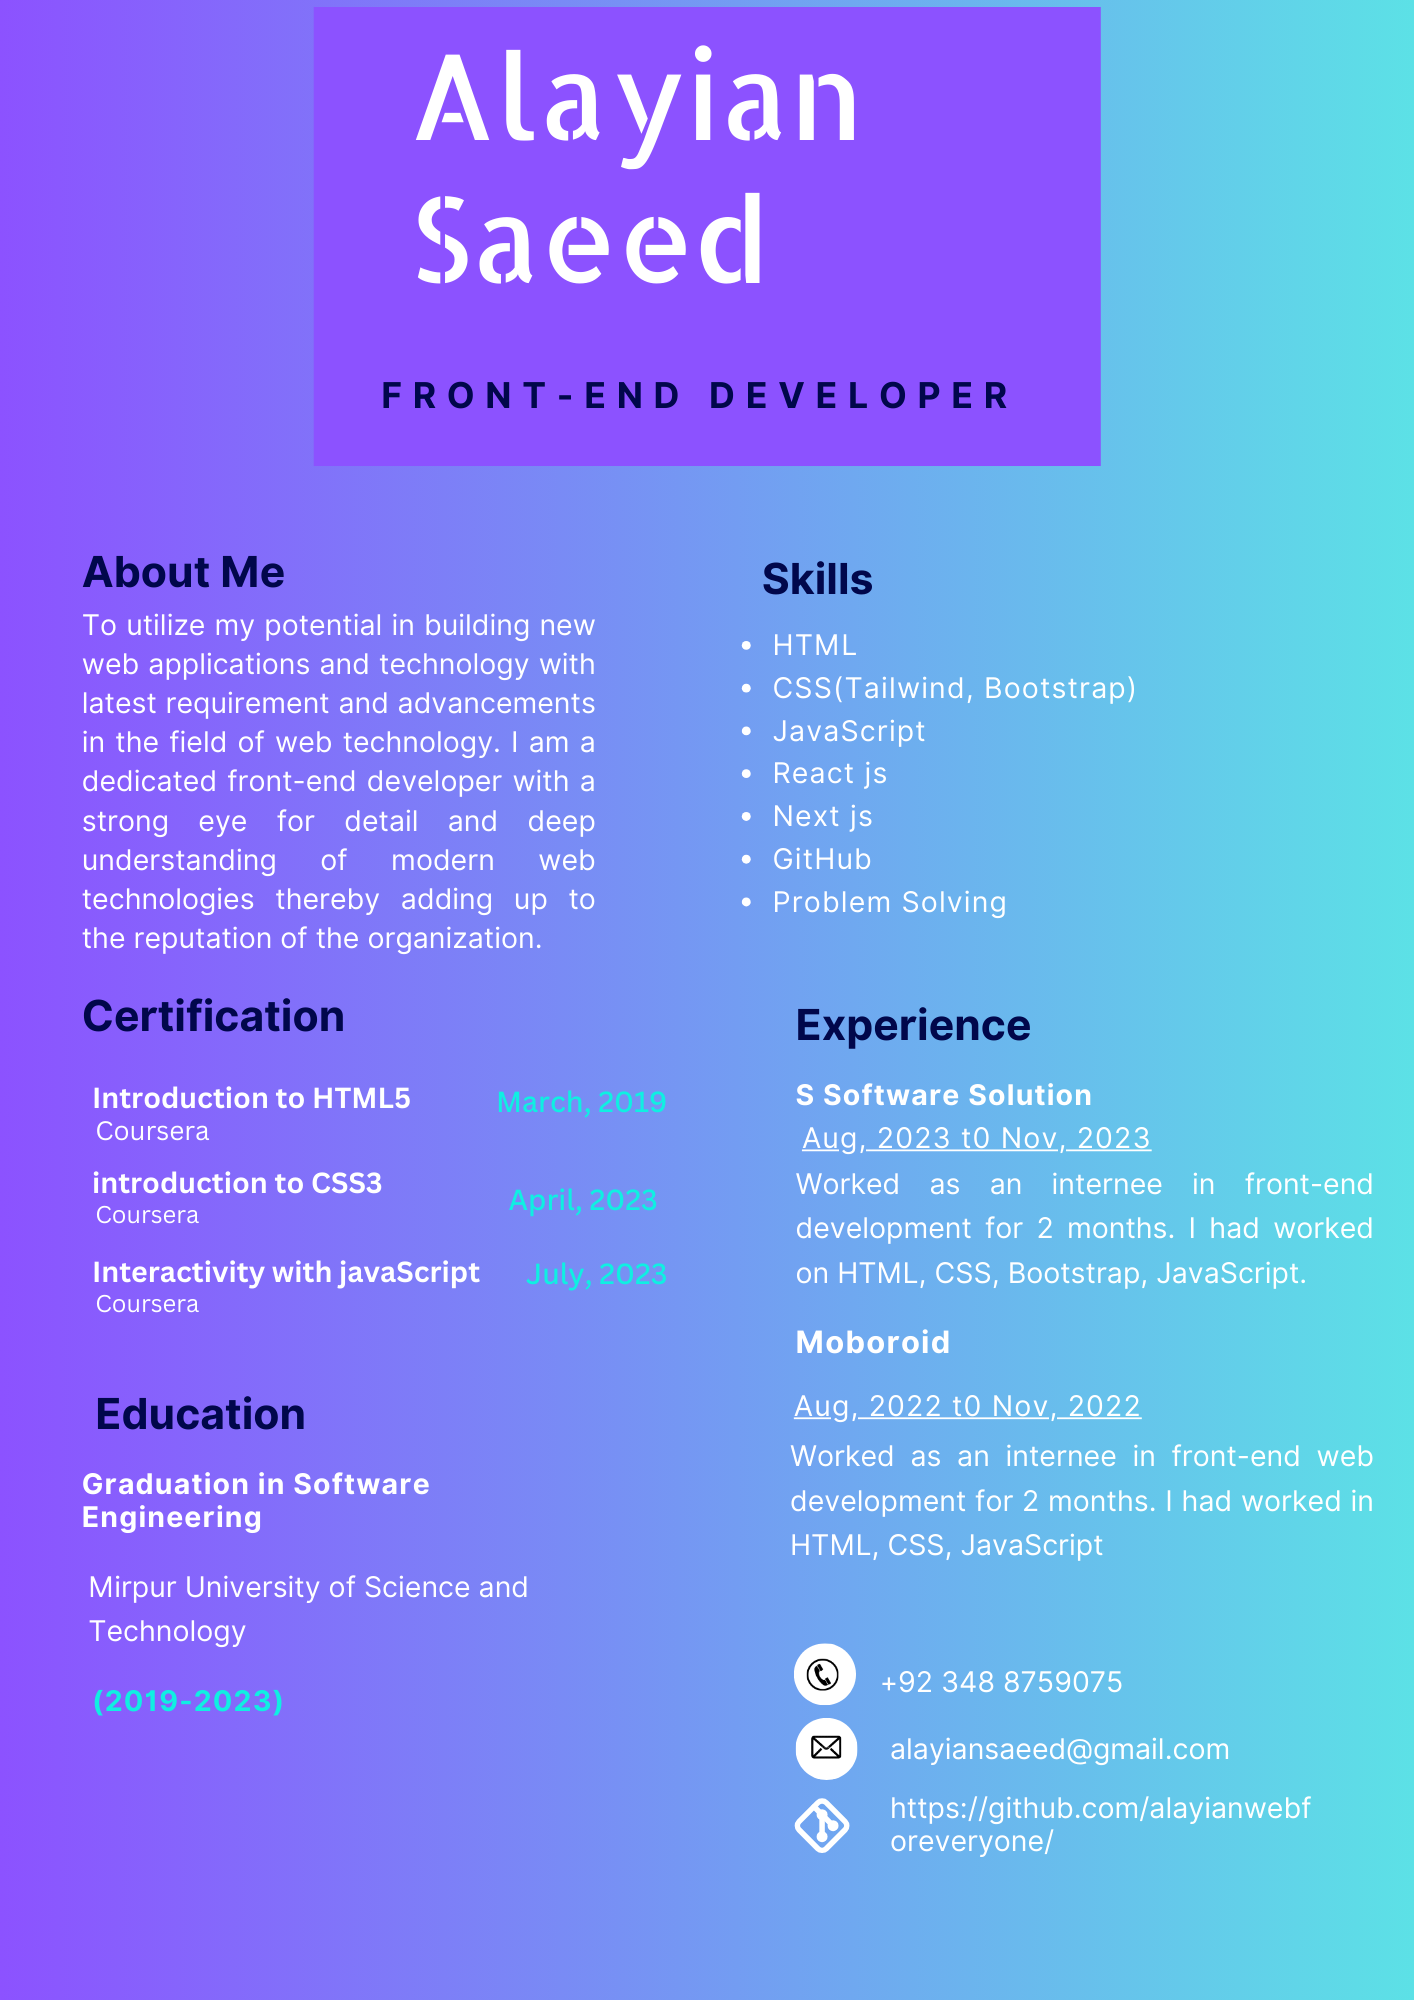 Alayian
Saeed
FRONT-END DEVELOPER
About Me
To utilize my potential in building new
web applications and technology with
latest requirement and advancements
in the field of web technology. I am a
dedicated front-end developer with a
strong eye for detail and deep
understanding of modern web
technologies thereby adding up to
the reputation of the organization.
Skills
• HTML
• CSS(Tailwind, Bootstrap)
• JavaScript
• React js
• Next js
• GitHub
• Problem Solving
Certification
Introduction to HTML5 March, 2019
Coursera
introduction to CSS3 April, 2023
Coursera
Interactivity with javaScript July, 2023
Coursera
Education
Graduation in Software
Engineering
Mirpur University of Science and
Technology
(2019-2023)
Experience
S Software Solution
Aug, 2023 t0 Nov, 2023
Worked as an internee in front-end
development for 2 months. I had worked
on HTML, CSS, Bootstrap, JavaScript.
Moboroid
Aug, 2022 t0 Nov, 2022
Worked as an internee in front-end web
development for 2 months. I had worked in
HTML, CSS, JavaScript
+92 348 8759075
alayiansaeed@gmail.com
https://github.com/alayianwebf
oreveryone/